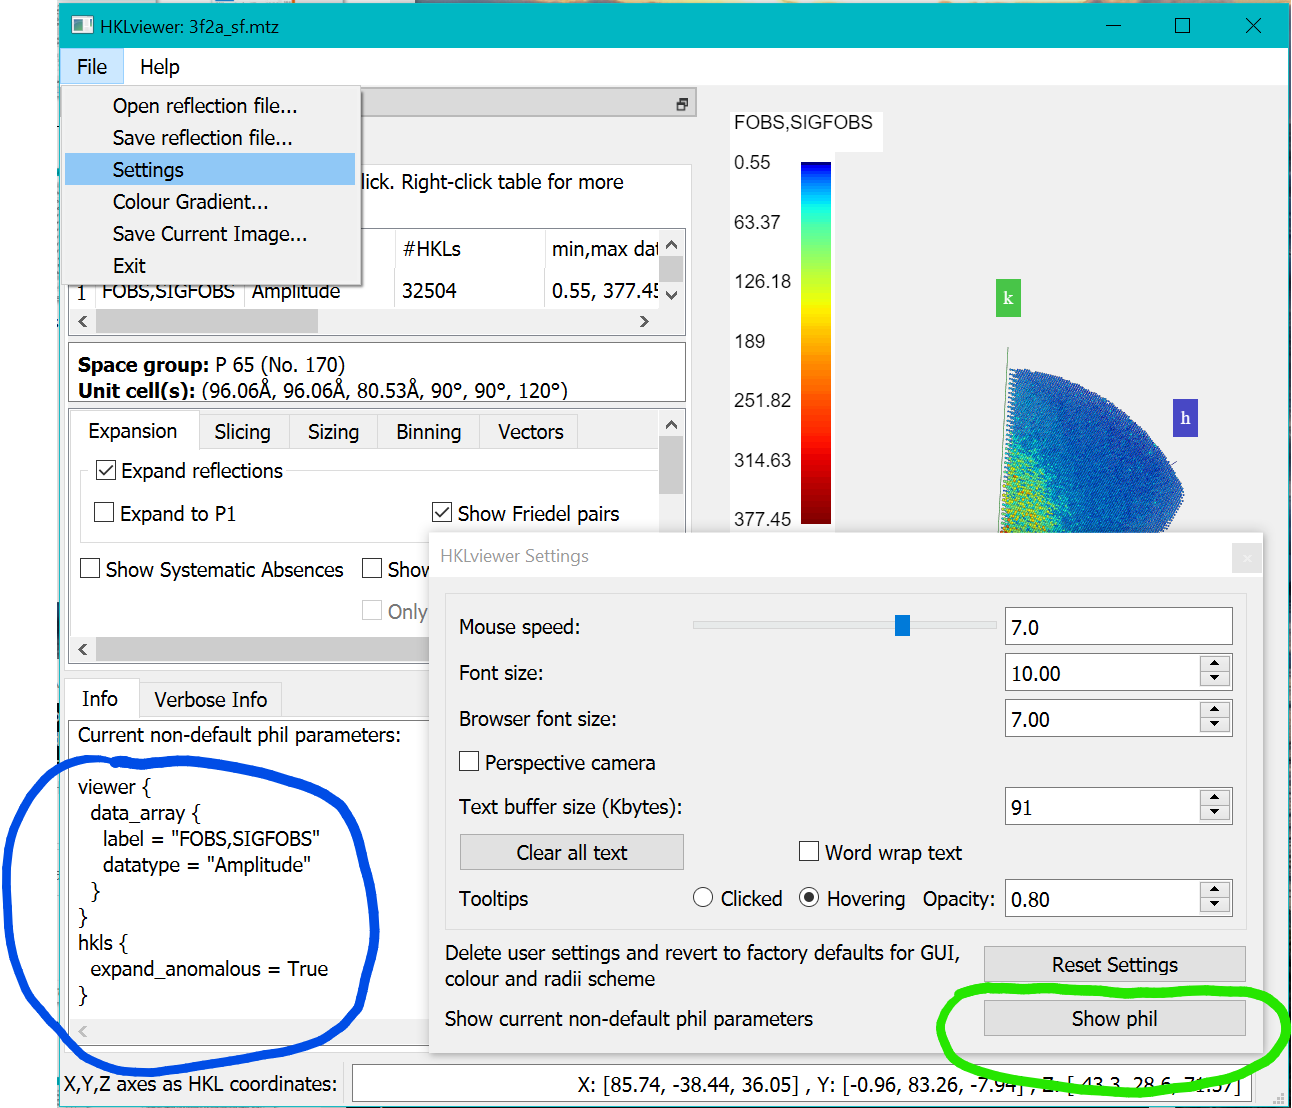 HKLviewer: 3f2a_sf.mtz
File Help
Open reflection file...
Save reflection file...
Settings
Colour Gradient...
Save Current Image...
Exit
lick. Right-click table for more
#HKLs min,max dat
1 FOBS,SIGFOBS Amplitude 32504 0.55, 377.45
Space group: P 65 (No. 170)
Unit cell(s): (96.06Å, 96.06Å, 80.53Å, 90°, 90°, 120°)
Expansion Slicing Sizing Binning Vectors
Expand reflections
Expand to P1 Show Friedel pairs
Show Systematic Absences Show
Only
FOBS,SIGFOBS
0.55
63.37
126.18
189
251.82
314.63
377.45
k
h
Info Verbose Info
Current non-default phil parameters:
viewer {
data_array {
label = "FOBS,SIGFOBS"
datatype = "Amplitude"
}
}
hkls {
expand_anomalous = True
}
HKLviewer Settings
Mouse speed: 7.0
Font size: 10.00
Browser font size: 7.00
Perspective camera
Text buffer size (Kbytes): 91
Clear all text Word wrap text
Tooltips Clicked Hovering Opacity: 0.80
Delete user settings and revert to factory defaults for GUI,
colour and radii scheme
Reset Settings
Show current non-default phil parameters Show phil
X,Y,Z axes as HKL coordinates: X: [85.74, -38.44, 36.05] , Y: [-0.96, 83.26, -7.94] , Z: